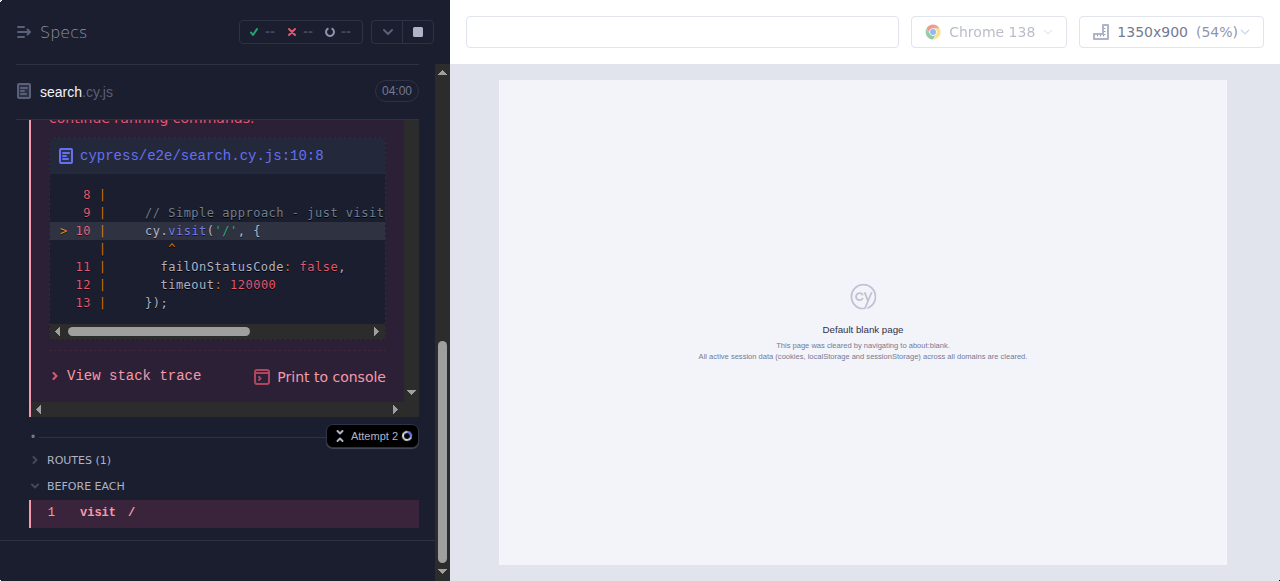 Specs
--
--
--
search.cy.js
04:00
continue running commands.
cypress/e2e/search.cy.js:10:8
8 |
9 |     // Simple approach - just visit
> 10 |     cy.visit('/', {
|        ^
11 |       failOnStatusCode: false,
12 |       timeout: 120000
13 |     });
View stack trace
Print to console
Attempt 2
ROUTES (1)
BEFORE EACH
1 visit /
Chrome 138
1350x900 (54%)
cy
Default blank page
This page was cleared by navigating to about:blank.
All active session data (cookies, localStorage and sessionStorage) across all domains are cleared.